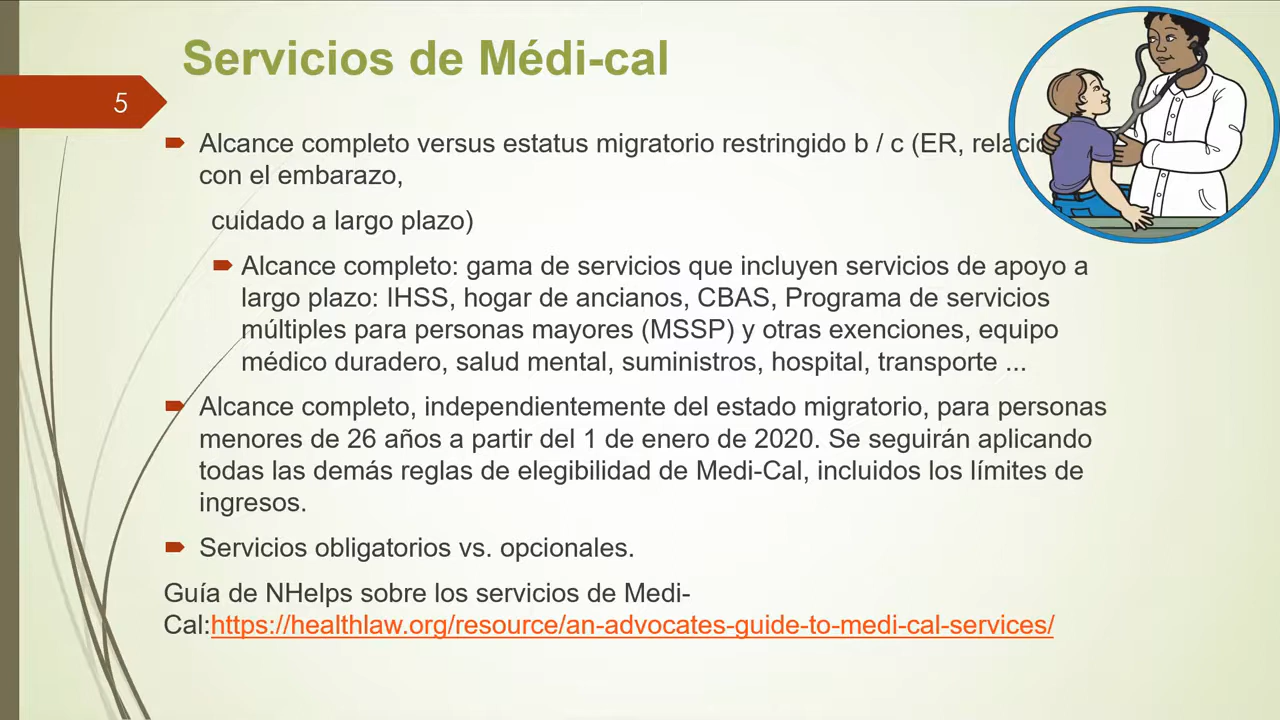 Servicios de Médi-cal
5
Alcance completo versus estatus migratorio restringido b / c (ER,
con el embarazo,
cuidado a largo plazo)
Alcance completo: gama de servicios que incluyen servicios de apoyo a
largo plazo: IHSS, hogar de ancianos, CBAS, Programa de servicios
múltiples para personas mayores (MSSP) y otras exenciones, equipo
médico duradero, salud mental, suministros, hospital, transporte ...
Alcance completo, independientemente del estado migratorio, para personas
menores de 26 años a partir del 1 de enero de 2020. Se seguirán aplicando
todas las demás reglas de elegibilidad de Medi-Cal, incluidos los límites de
ingresos.
Servicios obligatorios vs. opcionales.
Guía de NHelps sobre los servicios de Medi-
Cal:https://healthlaw.org/resource/an-advocates-guide-to-medi-cal-services/